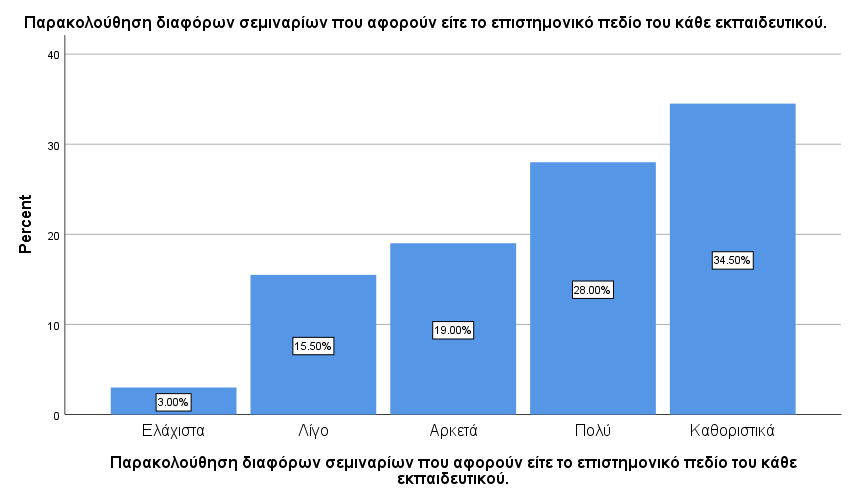 Παρακολούθηση διαφόρων σεμιναρίων που αφορούν είτε το επιστημονικό πεδίο του κάθε εκπαιδευτικού.
40
30
20
10
0
Percent
3.00%
15.50%
19.00%
28.00%
34.50%
Ελάχιστα
Λίγο
Αρκετά
Πολύ
Καθοριστικά
Παρακολούθηση διαφόρων σεμιναρίων που αφορούν είτε το επιστημονικό πεδίο του κάθε
εκπαιδευτικού.